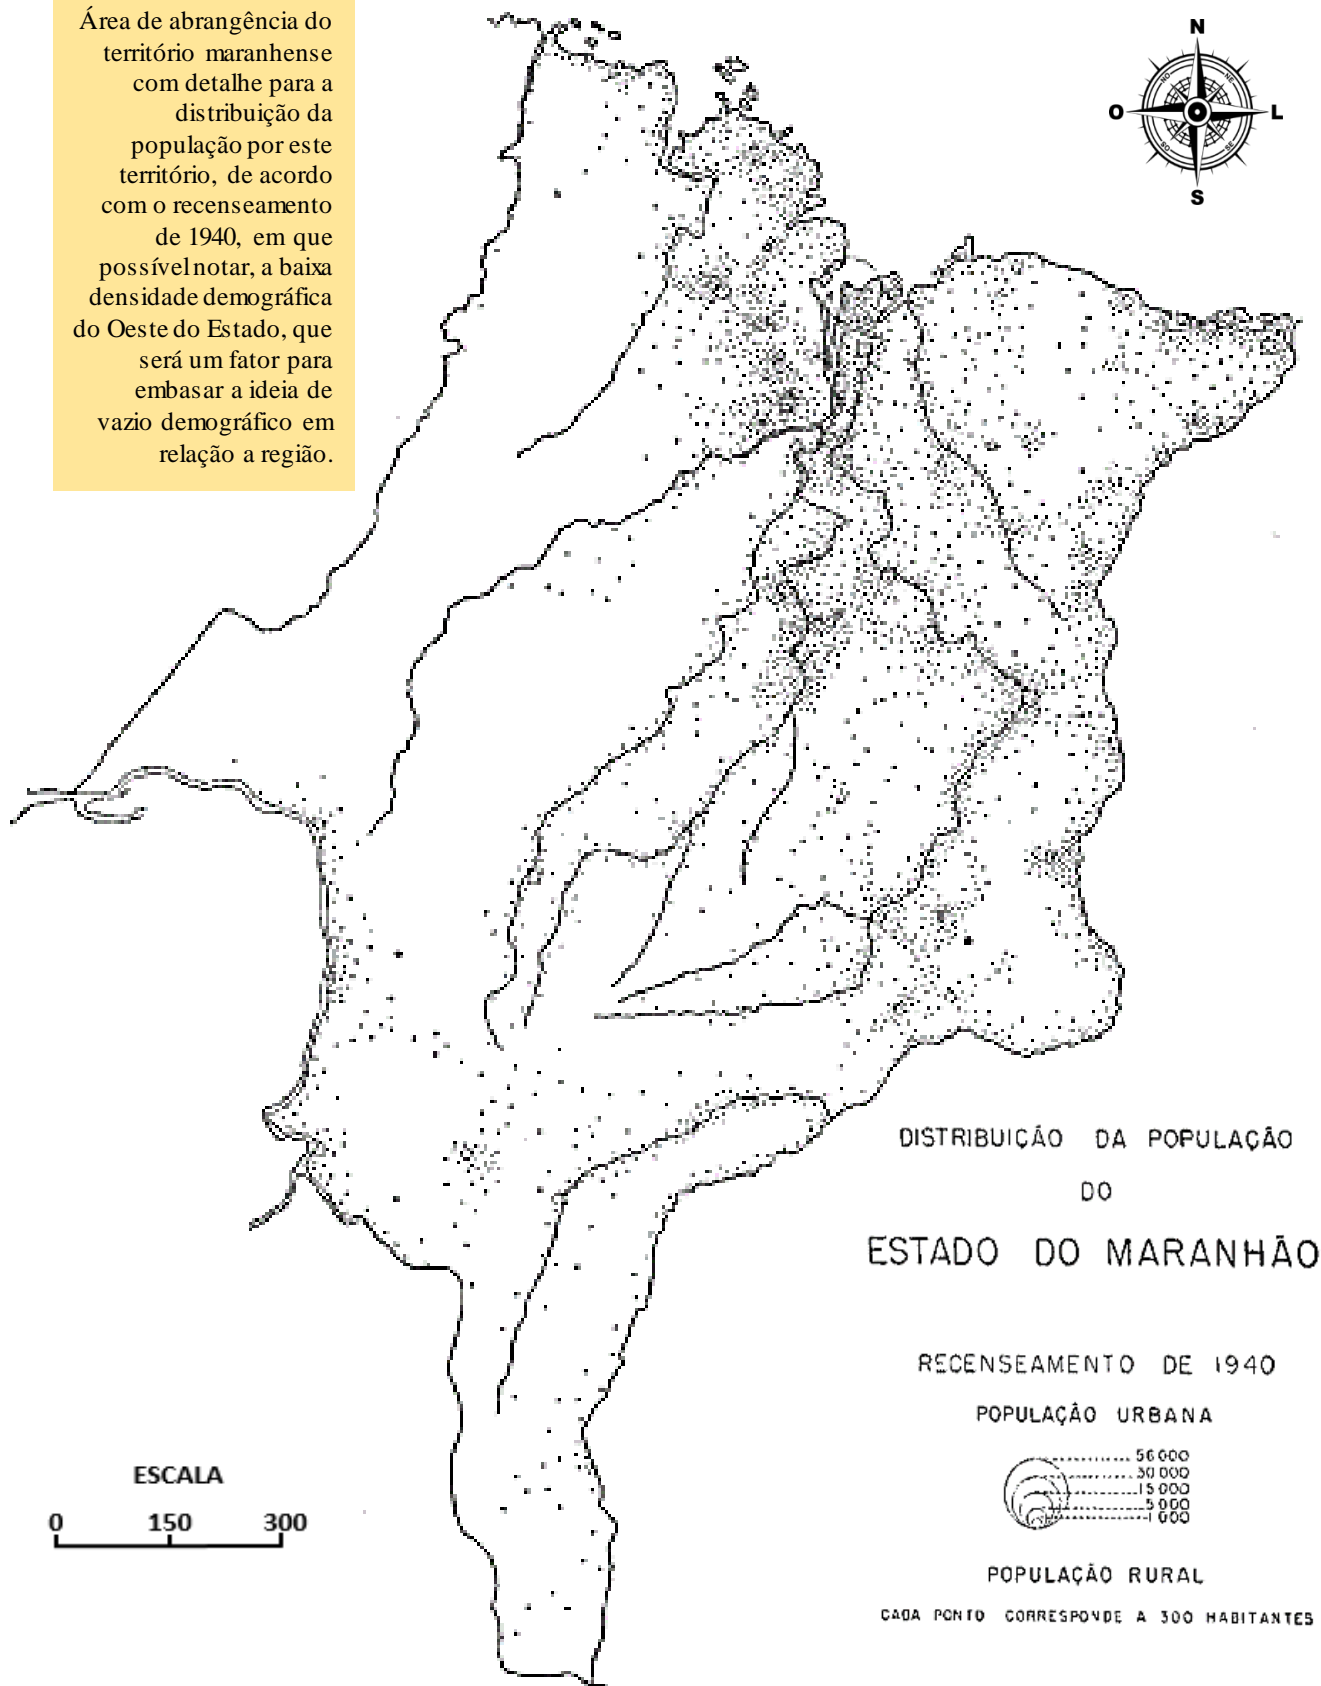 Área de abrangência do
território maranhense
com detalhe para a
distribuição da
população por este
território, de acordo
com o recenseamento
de 1940, em que
possível notar, a baixa
densidade demográfica
do Oeste do Estado, que
será um fator para
embasar a ideia de
vazio demográfico em
relação a região.
N
NO
NE
O
L
SO
SE
S
DISTRIBUIÇÃO DA POPULAÇÃO
DO
ESTADO DO MARANHÃO
RECENSEAMENTO DE 1940
POPULAÇÃO URBANA
56 000
30 000
15 000
5 000
1 000
POPULAÇÃO RURAL
CADA PONTO CORRESPONDE A 300 HABITANTES
ESCALA
0 150 300